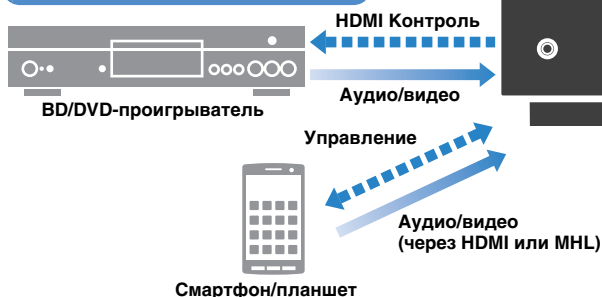 HDMI Контроль
Аудио/видео
BD/DVD-проигрыватель
Управление
Аудио/видео
(через HDMI или MHL)
Смартфон/планшет